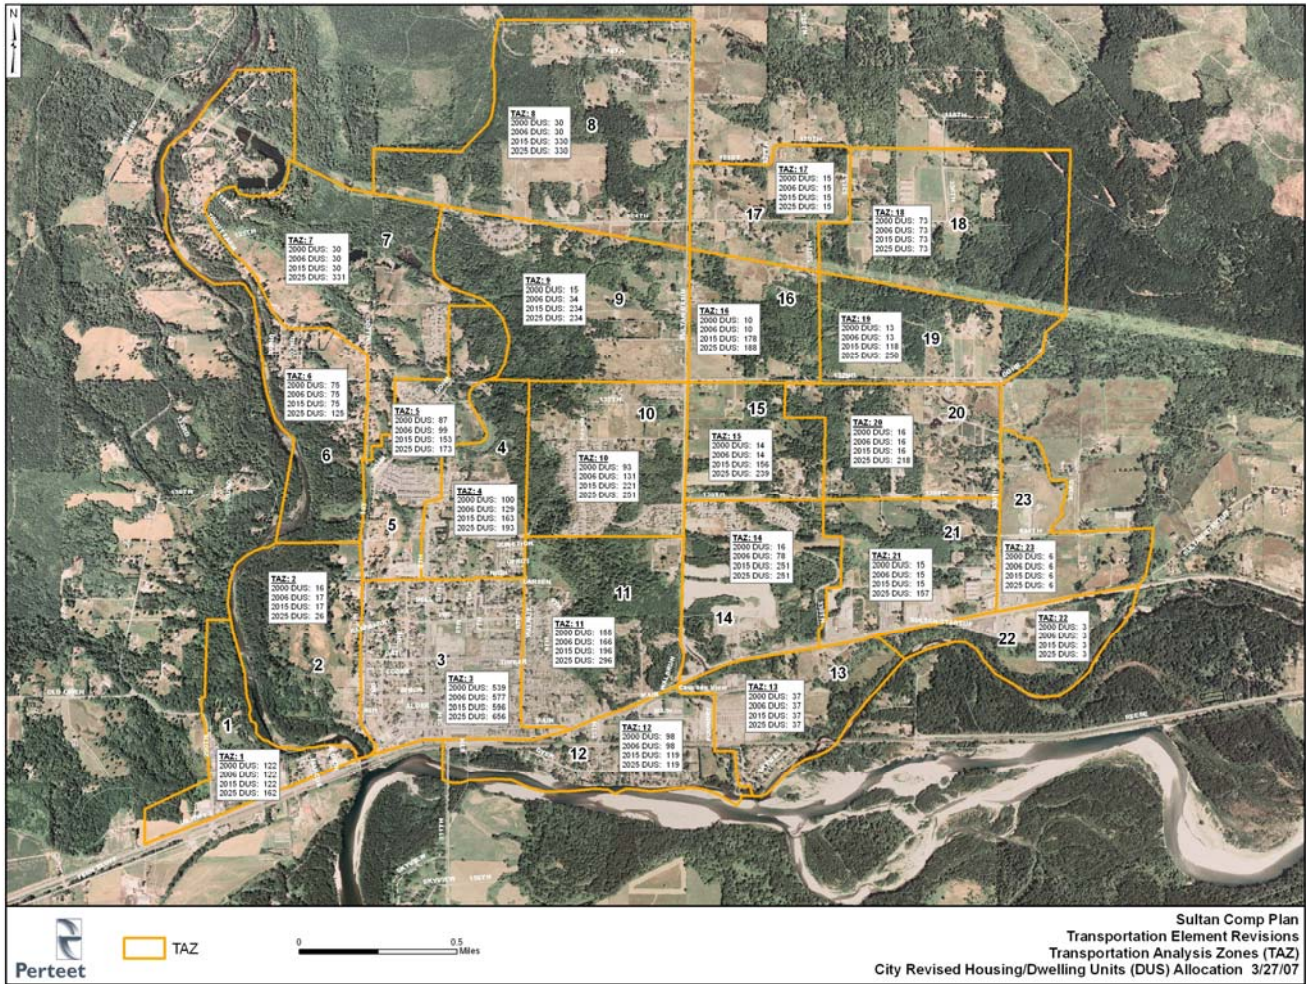 N
TAZ: 8
2000 DUS: 30
2006 DUS: 30
2015 DUS: 330
2025 DUS: 330
8
TAZ: 17
2000 DUS: 15
2006 DUS: 15
2015 DUS: 15
2025 DUS: 15
17
TAZ: 18
2000 DUS: 73
2006 DUS: 73
2015 DUS: 73
2025 DUS: 73
18
TAZ: 7
2000 DUS: 30
2006 DUS: 30
2015 DUS: 30
2025 DUS: 331
7
TAZ: 9
2000 DUS: 15
2006 DUS: 34
2015 DUS: 234
2025 DUS: 234
9
TAZ: 16
2000 DUS: 10
2006 DUS: 10
2015 DUS: 178
2025 DUS: 188
16
TAZ: 19
2000 DUS: 13
2006 DUS: 13
2015 DUS: 118
2025 DUS: 250
19
TAZ: 6
2000 DUS: 75
2006 DUS: 75
2015 DUS: 75
2025 DUS: 125
6
TAZ: 5
2000 DUS: 87
2006 DUS: 99
2015 DUS: 153
2025 DUS: 173
5
TAZ: 4
2000 DUS: 100
2006 DUS: 129
2015 DUS: 163
2025 DUS: 193
4
TAZ: 10
2000 DUS: 93
2006 DUS: 131
2015 DUS: 221
2025 DUS: 251
10
TAZ: 15
2000 DUS: 14
2006 DUS: 14
2015 DUS: 156
2025 DUS: 239
15
TAZ: 20
2000 DUS: 16
2006 DUS: 16
2015 DUS: 16
2025 DUS: 218
20
TAZ: 14
2000 DUS: 16
2006 DUS: 78
2015 DUS: 251
2025 DUS: 251
14
TAZ: 21
2000 DUS: 15
2006 DUS: 15
2015 DUS: 15
2025 DUS: 157
21
TAZ: 23
2000 DUS: 6
2006 DUS: 6
2015 DUS: 6
2025 DUS: 6
23
TAZ: 2
2000 DUS: 16
2006 DUS: 17
2015 DUS: 17
2025 DUS: 26
2
TAZ: 11
2006 DUS: 166
2015 DUS: 196
2025 DUS: 296
11
TAZ: 22
2000 DUS: 3
2006 DUS: 3
2015 DUS: 3
2025 DUS: 3
22
TAZ: 3
2000 DUS: 539
2006 DUS: 577
2015 DUS: 596
2025 DUS: 656
3
TAZ: 13
2000 DUS: 37
2006 DUS: 37
2015 DUS: 37
2025 DUS: 37
13
TAZ: 12
2000 DUS: 98
2006 DUS: 98
2015 DUS: 119
2025 DUS: 119
12
TAZ: 1
2000 DUS: 122
2006 DUS: 122
2015 DUS: 122
2025 DUS: 162
1
Perteet
TAZ
0 0.5
Miles
Sultan Comp Plan
Transportation Element Revisions
Transportation Analysis Zones (TAZ)
City Revised Housing/Dwelling Units (DUS) Allocation 3/27/07